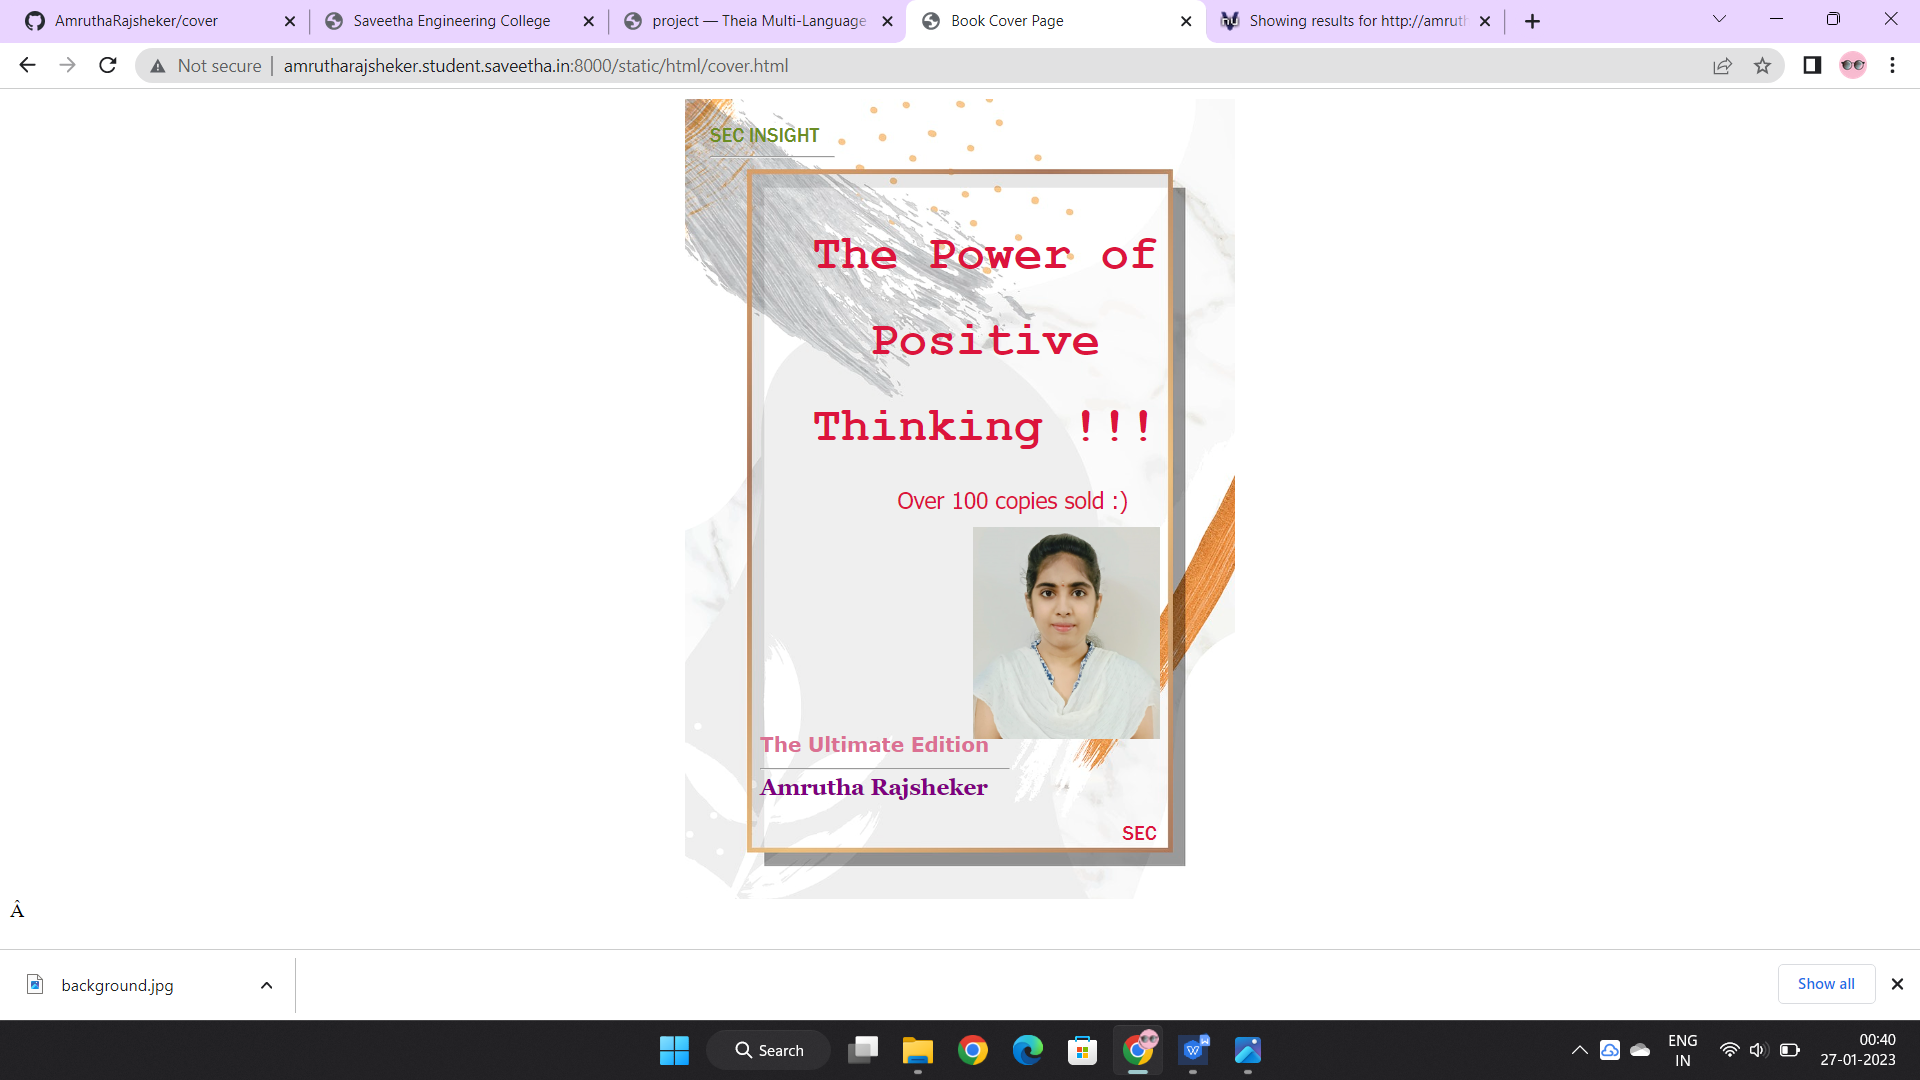 AmruthaRajsheker/cover
Saveetha Engineering College
project — Theia Multi-Language
Book Cover Page
Showing results for http://amruth
Not secure
amrutharajsheker.student.saveetha.in:8000/static/html/cover.html
SEC INSIGHT
The Power of
Positive
Thinking !!!
Over 100 copies sold :)
The Ultimate Edition
Amrutha Rajsheker
SEC
Â
background.jpg
Show all
Search
ENG
IN
00:40
27-01-2023